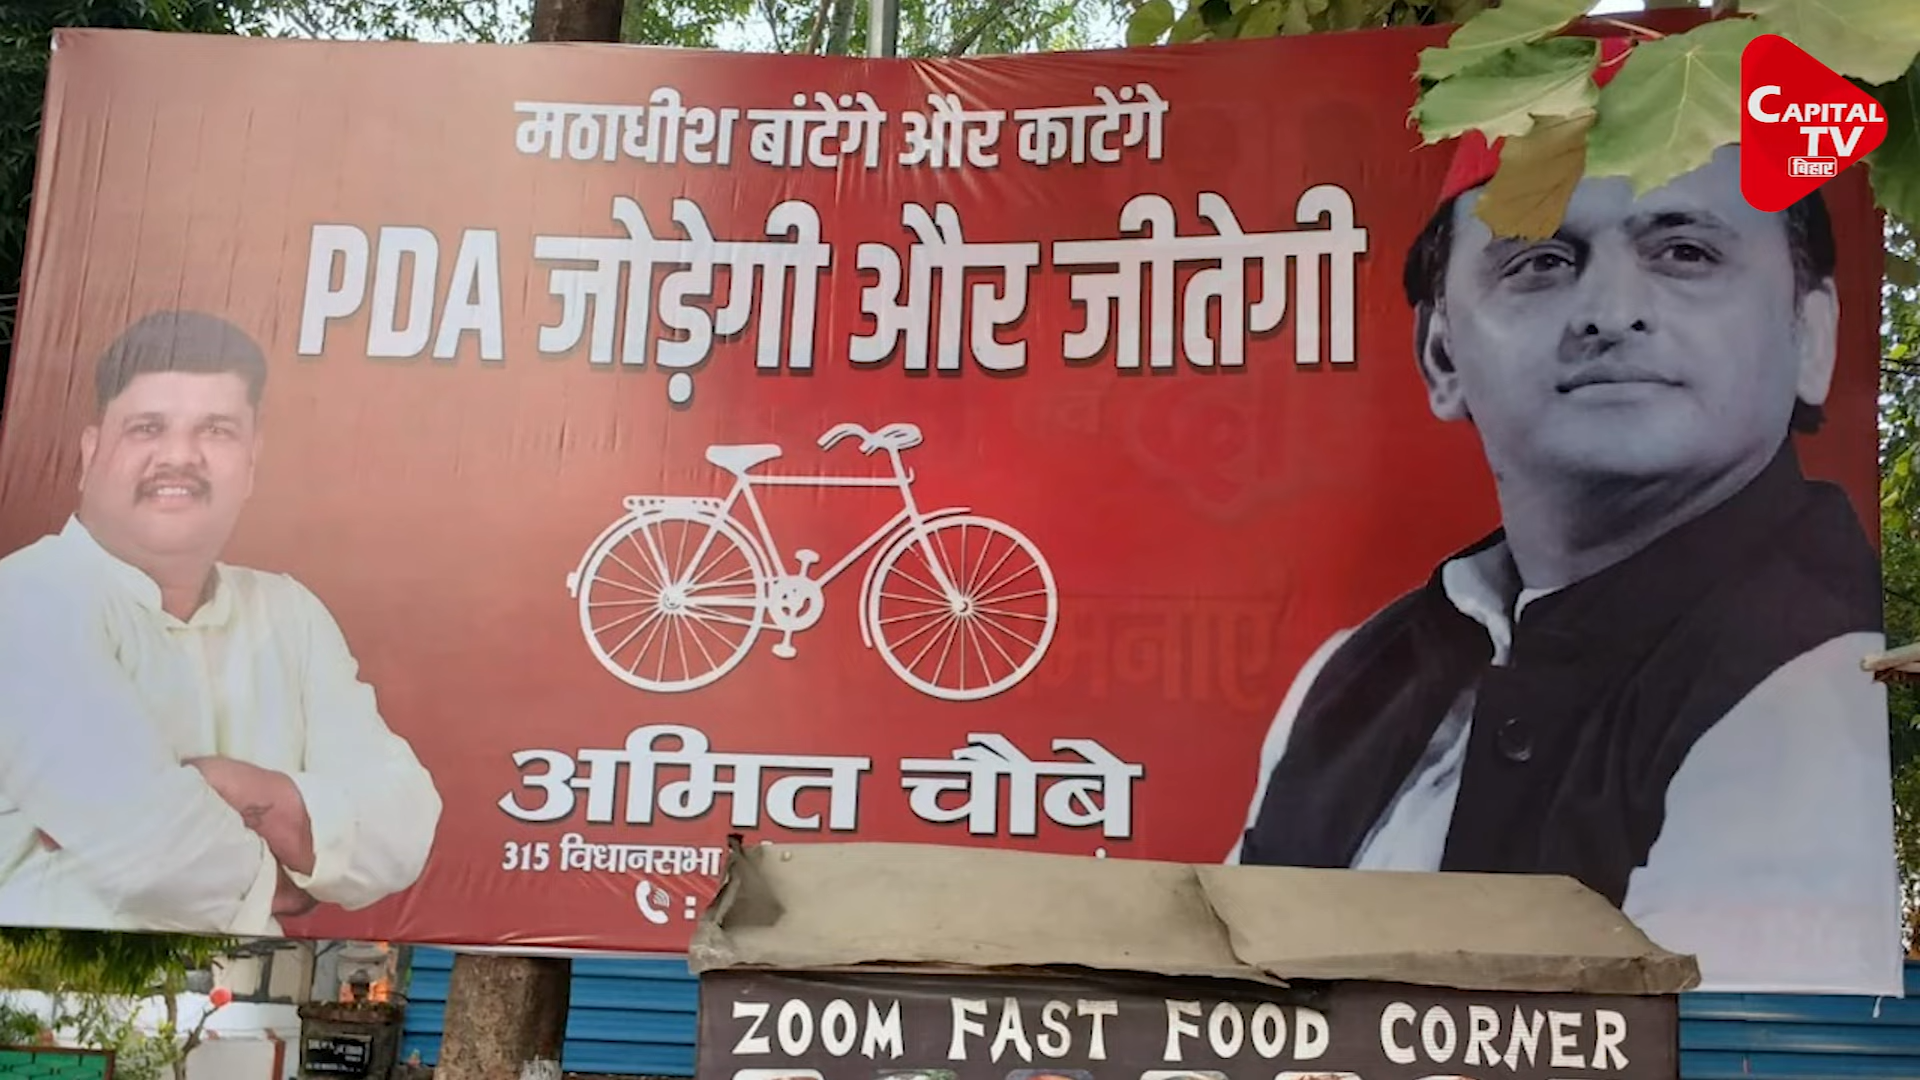 मठाधीश बांटेंगे और काटेंगे
PDA जोड़ेगी और जीतेगी
अमित चौबे
315 विधानसभा
:
CAPITAL
TV
बिहार
ZOOM FAST FOOD CORNER